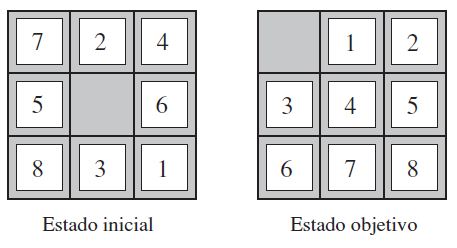 7 2 4
5 6
8 3 1
Estado inicial
1 2
3 4 5
6 7 8
Estado objetivo